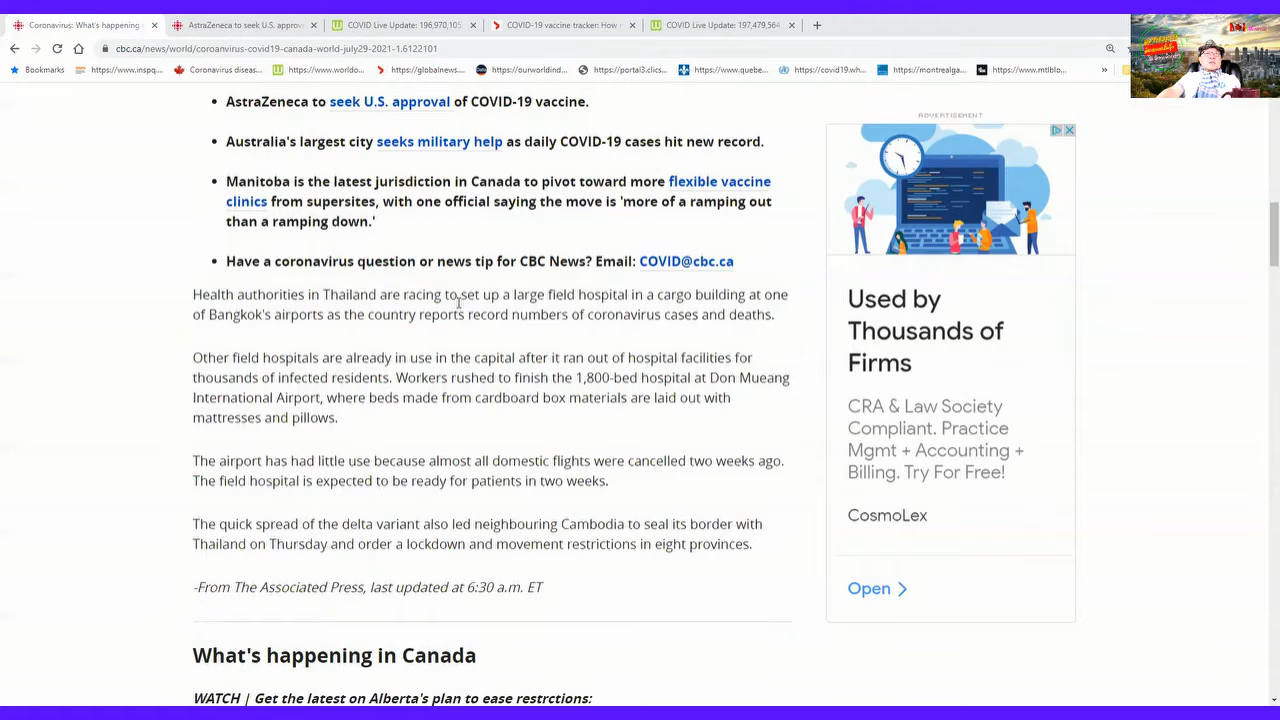 Coronavirus: What's happening
AstraZeneca to seek U.S. approv
COVID Live Update: 196,970,105
COVID-19 vaccine tracker: How
COVID Live Update: 197,479,564
cbc.ca/news/world/coroanvirus-covid19-canada-world-july29-2021-1.6122101
Bookmarks
https://www.inspq...
Coronavirus diseas...
https://www.worldo...
https://globalnews...
https://ourworldind...
https://portal3.clics...
https://www.quebe...
https://covid19.wh...
https://montrealga...
https://www.mtlblo...
AstraZeneca to seek U.S. approval of COVID-19 vaccine.
Australia's largest city seeks military help as daily COVID-19 cases hit new record.
Manitoba is the latest jurisdiction in Canada to pivot toward more flexible vaccine
clinics from supersites, with one official saying the move is 'more of a ramping out
than a ramping down.'
Have a coronavirus question or news tip for CBC News? Email: COVID@cbc.ca
Health authorities in Thailand are racing to set up a large field hospital in a cargo building at one
of Bangkok's airports as the country reports record numbers of coronavirus cases and deaths.
Other field hospitals are already in use in the capital after it ran out of hospital facilities for
thousands of infected residents. Workers rushed to finish the 1,800-bed hospital at Don Mueang
International Airport, where beds made from cardboard box materials are laid out with
mattresses and pillows.
The airport has had little use because almost all domestic flights were cancelled two weeks ago.
The field hospital is expected to be ready for patients in two weeks.
The quick spread of the delta variant also led neighbouring Cambodia to seal its border with
Thailand on Thursday and order a lockdown and movement restrictions in eight provinces.
-From The Associated Press, last updated at 6:30 a.m. ET
What's happening in Canada
WATCH | Get the latest on Alberta's plan to ease restrctions:
ADVERTISEMENT
Used by
Thousands of
Firms
CRA & Law Society
Compliant. Practice
Mgmt + Accounting +
Billing. Try For Free!
CosmoLex
Open